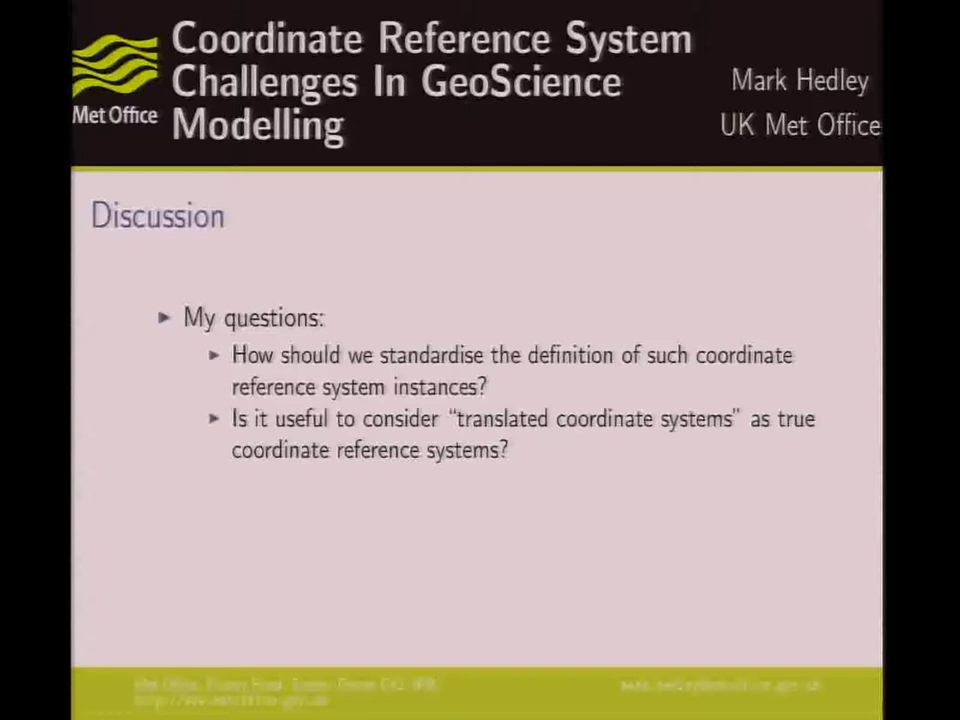 Coordinate Reference System
Challenges In GeoScience
Modelling
Met Office
Mark Hedley
UK Met Office
Discussion
▶ My questions:
▶ How should we standardise the definition of such coordinate
reference system instances?
▶ Is it useful to consider “translated coordinate systems” as true
coordinate reference systems?